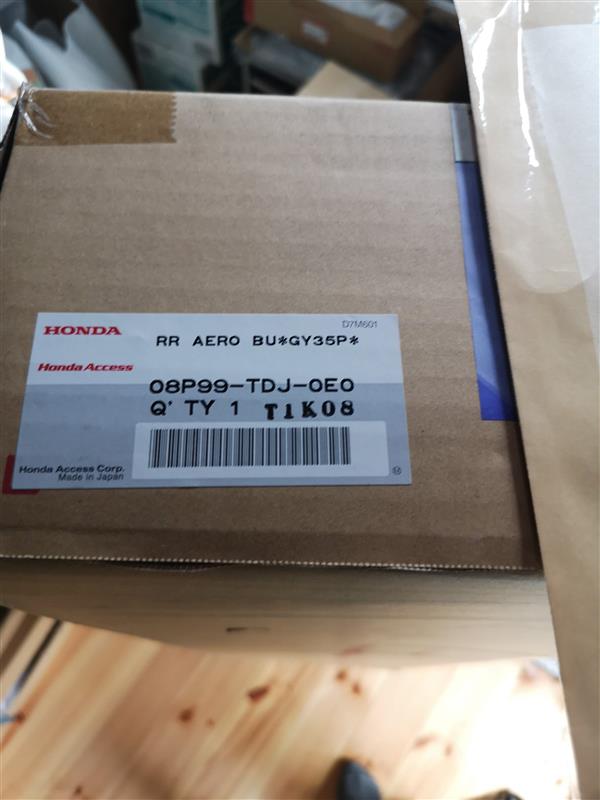 HONDA
D7M601
RR AERO BU*GY35P*
Honda Access
08P99-TDJ-0E0
Q'TY 1 T1K08
Honda Access Corp.
Made in Japan
M